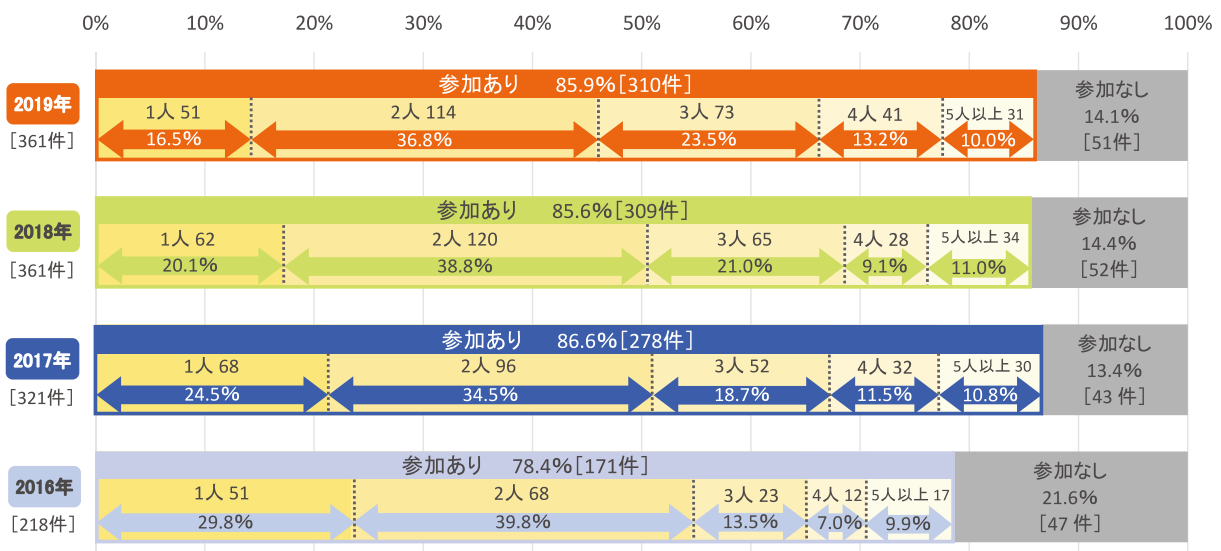 0% 10% 20% 30% 40% 50% 60% 70% 80% 90% 100%
2019年
[361件]
参加あり 85.9%[310件]
1人 51 2人 114 3人 73 4人 41 5人以上 31
16.5% 36.8% 23.5% 13.2% 10.0%
参加なし
14.1%
[51件]
2018年
[361件]
参加あり 85.6%[309件]
1人 62 2人 120 3人 65 4人 28 5人以上 34
20.1% 38.8% 21.0% 9.1% 11.0%
参加なし
14.4%
[52件]
2017年
[321件]
参加あり 86.6%[278件]
1人 68 2人 96 3人 52 4人 32 5人以上 30
24.5% 34.5% 18.7% 11.5% 10.8%
参加なし
13.4%
[43 件]
2016年
[218件]
参加あり 78.4%[171件]
1人 51 2人 68 3人 23 4人 12 5人以上 17
29.8% 39.8% 13.5% 7.0% 9.9%
参加なし
21.6%
[47 件]